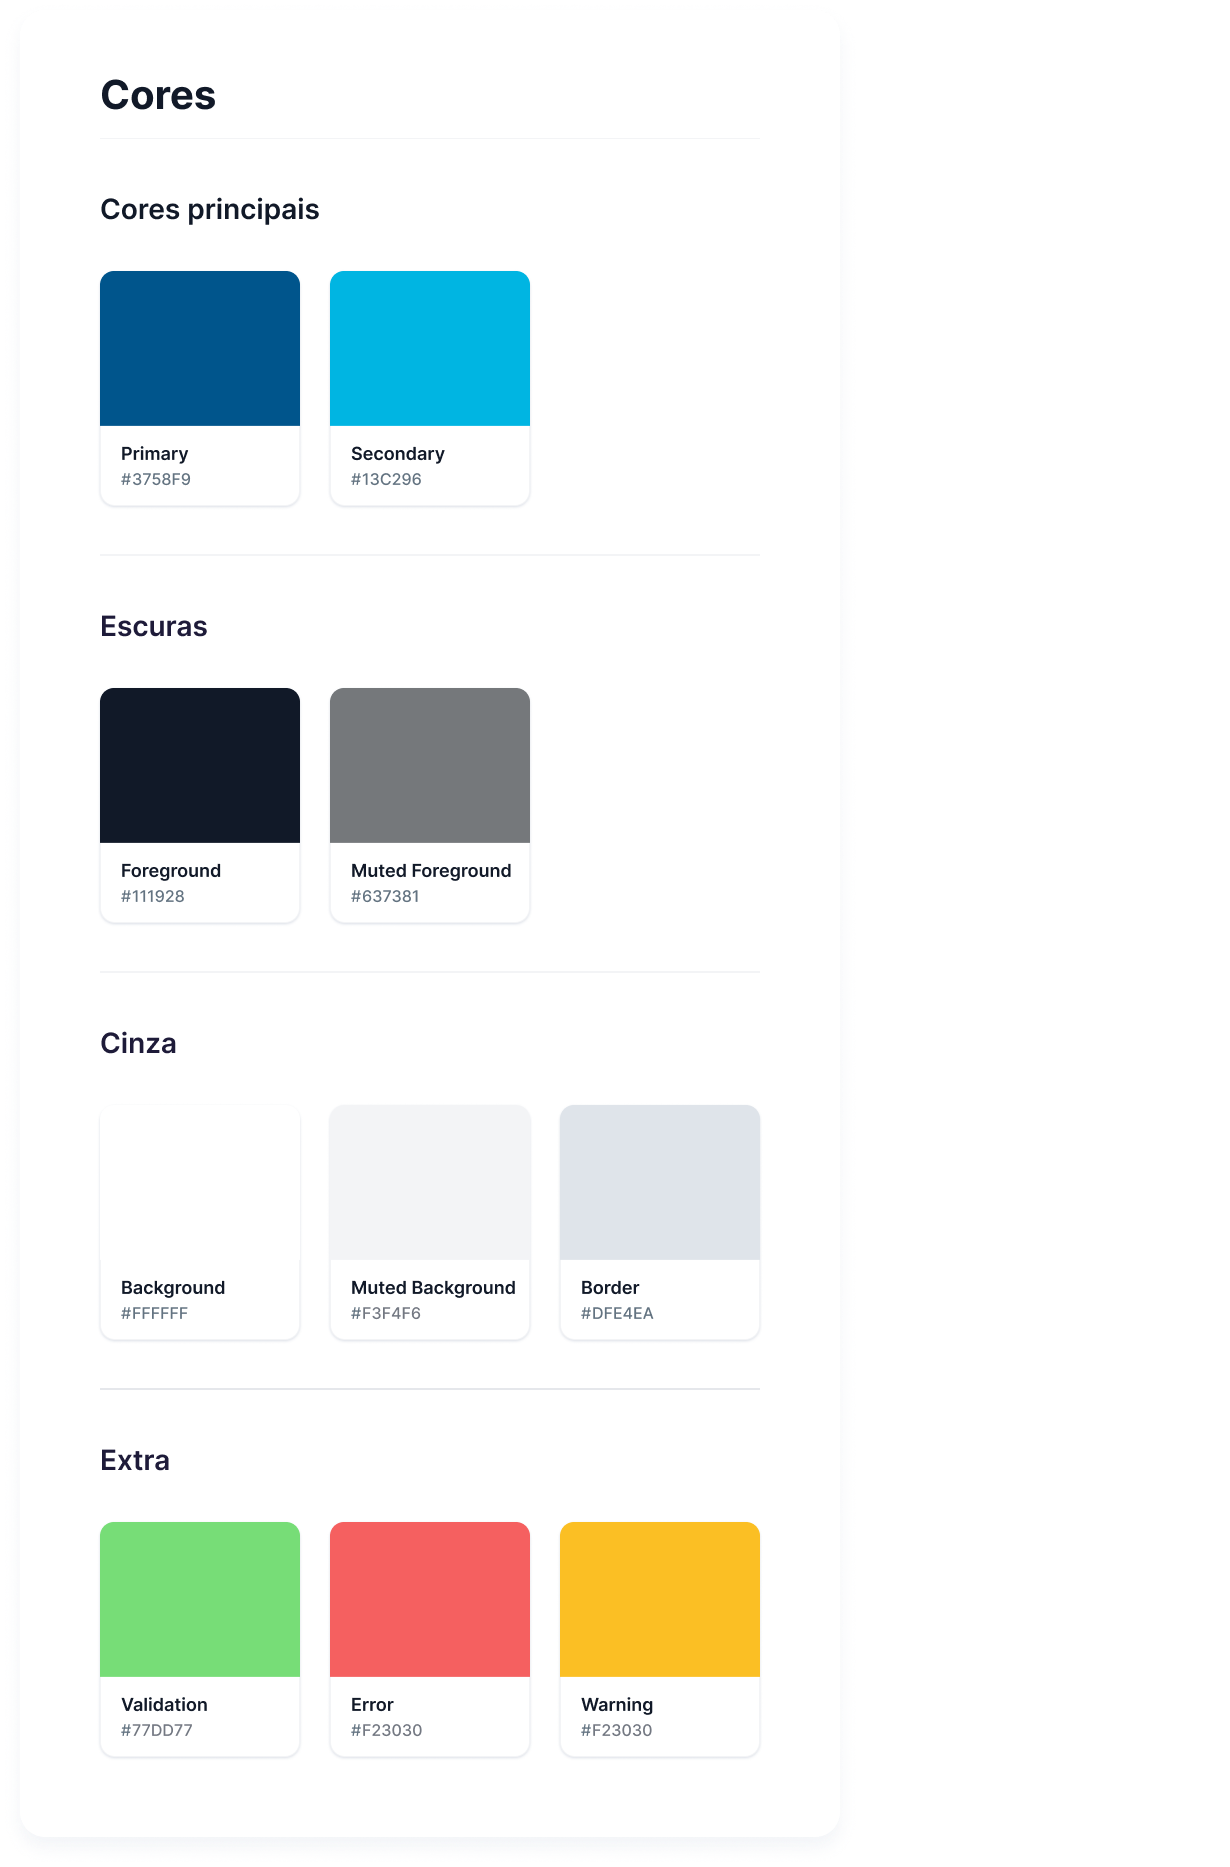 Cores
Cores principais
Primary
#3758F9
Secondary
#13C296
Escuras
Foreground
#111928
Muted Foreground
#637381
Cinza
Background
#FFFFFF
Muted Background
#F3F4F6
Border
#DFE4EA
Extra
Validation
#77DD77
Error
#F23030
Warning
#F23030